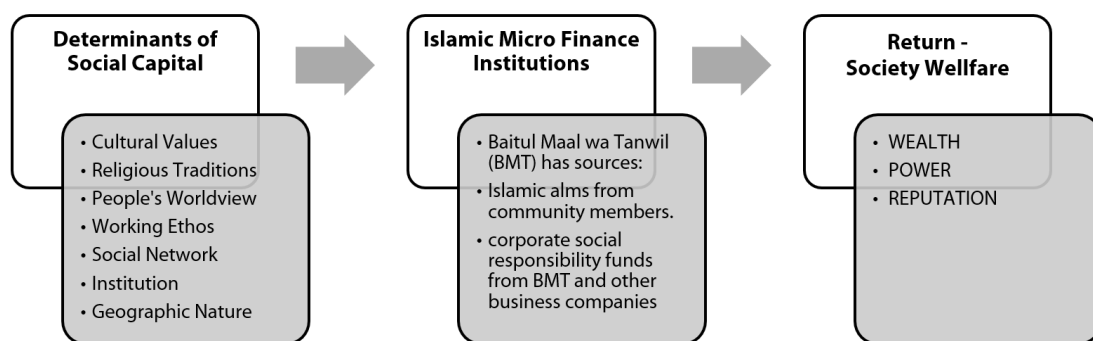 Determinants of
Social Capital
• Cultural Values
• Religious Traditions
• People's Worldview
• Working Ethos
• Social Network
• Institution
• Geographic Nature
Islamic Micro Finance
Institutions
• Baitul Maal wa Tanwil
(BMT) has sources:
• Islamic alms from
community members.
• corporate social
responsibility funds
from BMT and other
business companies
Return -
Society Wellfare
• WEALTH
• POWER
• REPUTATION